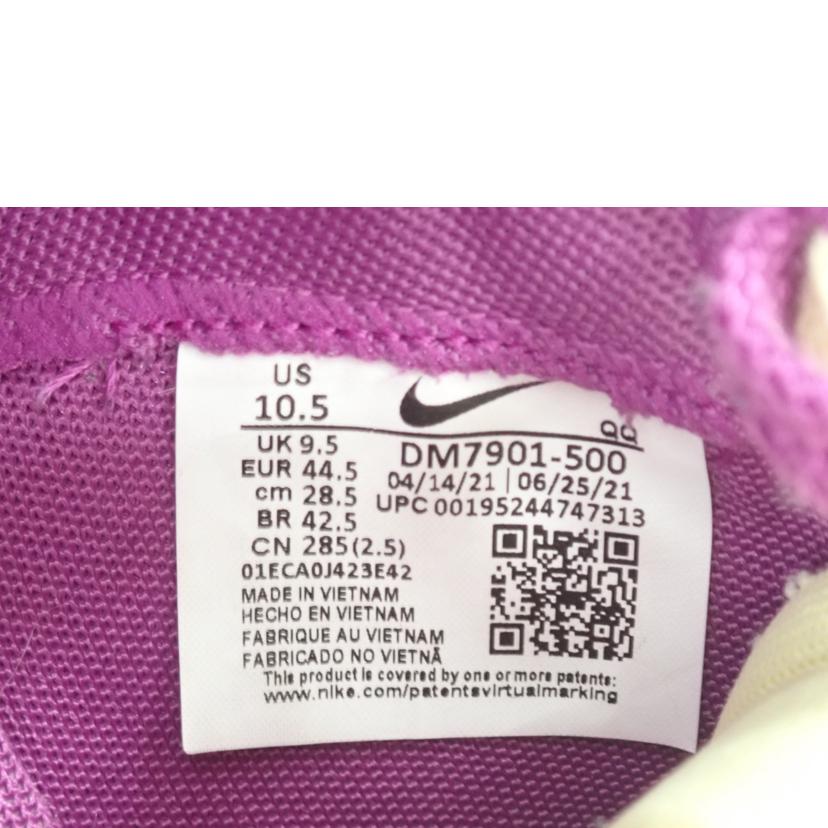 US
10.5
QQ
UK 9.5
EUR 44.5
cm 28.5
BR 42.5
CN 285(2.5)
DM7901-500
04/14/21 | 06/25/21
UPC 00195244747313
01ECA0J423E42
MADE IN VIETNAM
HECHO EN VIETNAM
FABRIQUE AU VIETNAM
FABRICADO NO VIETNÃ
This product is covered by one or more patents:
www.nike.com/patentsvirtualmarking